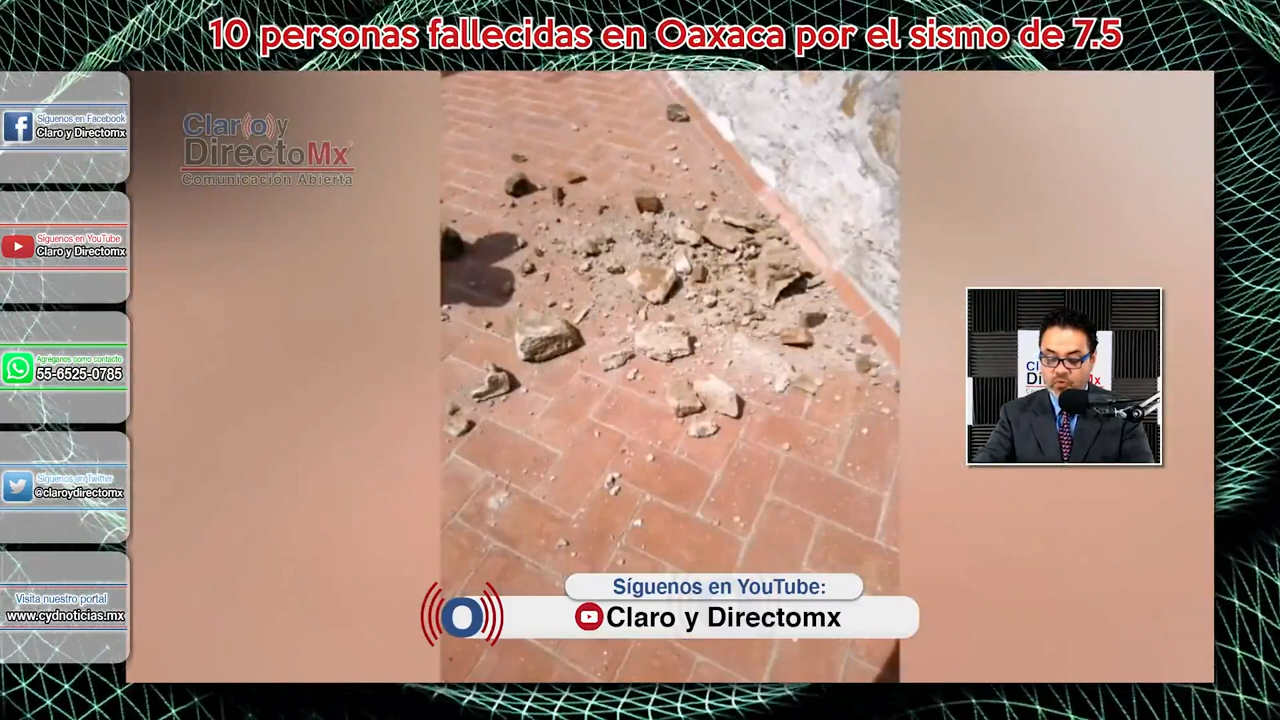 10 personas fallecidas en Oaxaca por el sismo de 7.5
Síguenos en Facebook
Claro y Directomx
Síguenos en YouTube
Claro y Directomx
Agréganos como contacto
55-6525-0785
Síguenos en Twitter
@claroydirectomx
Visita nuestro portal
www.cydnoticias.mx
Clar(o)y
DirectoMx
Comunicación Abierta
Síguenos en YouTube:
O
Claro y Directomx